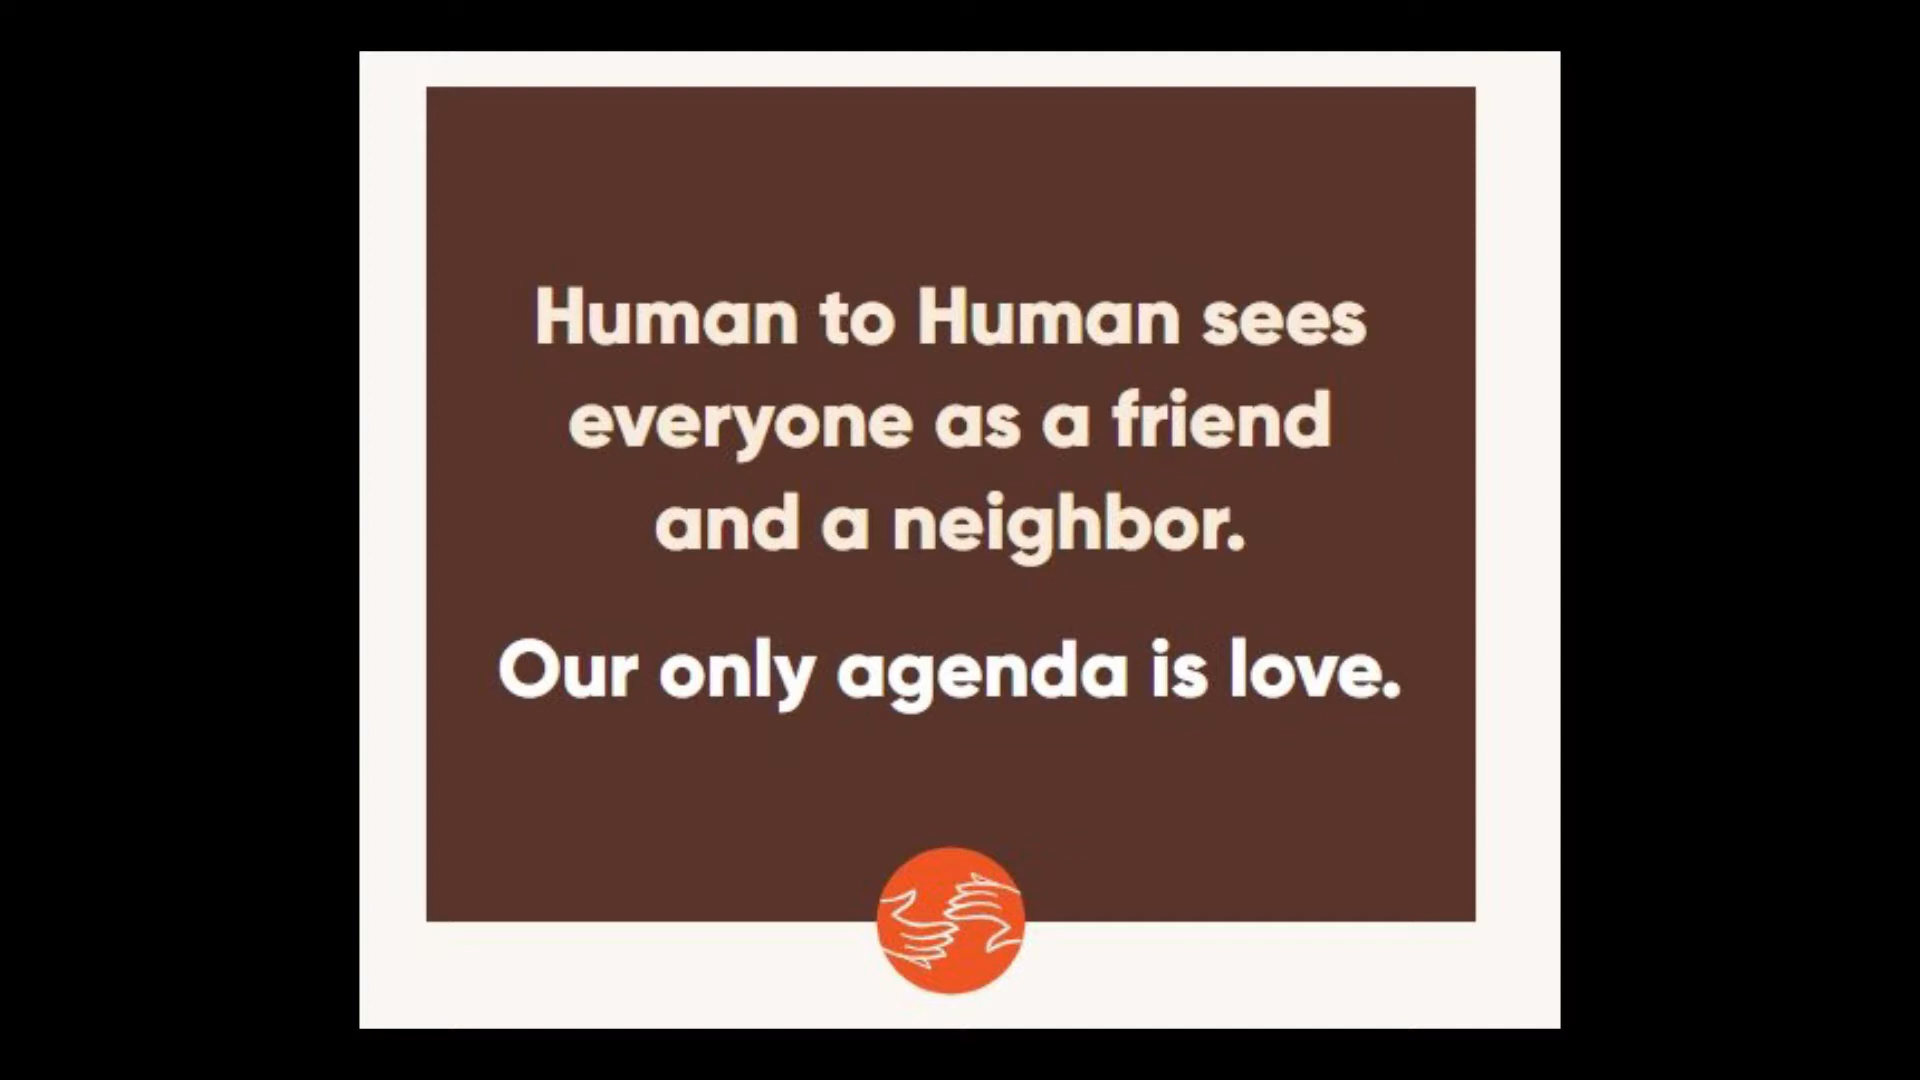 Human to Human sees
everyone as a friend
and a neighbor.
Our only agenda is love.